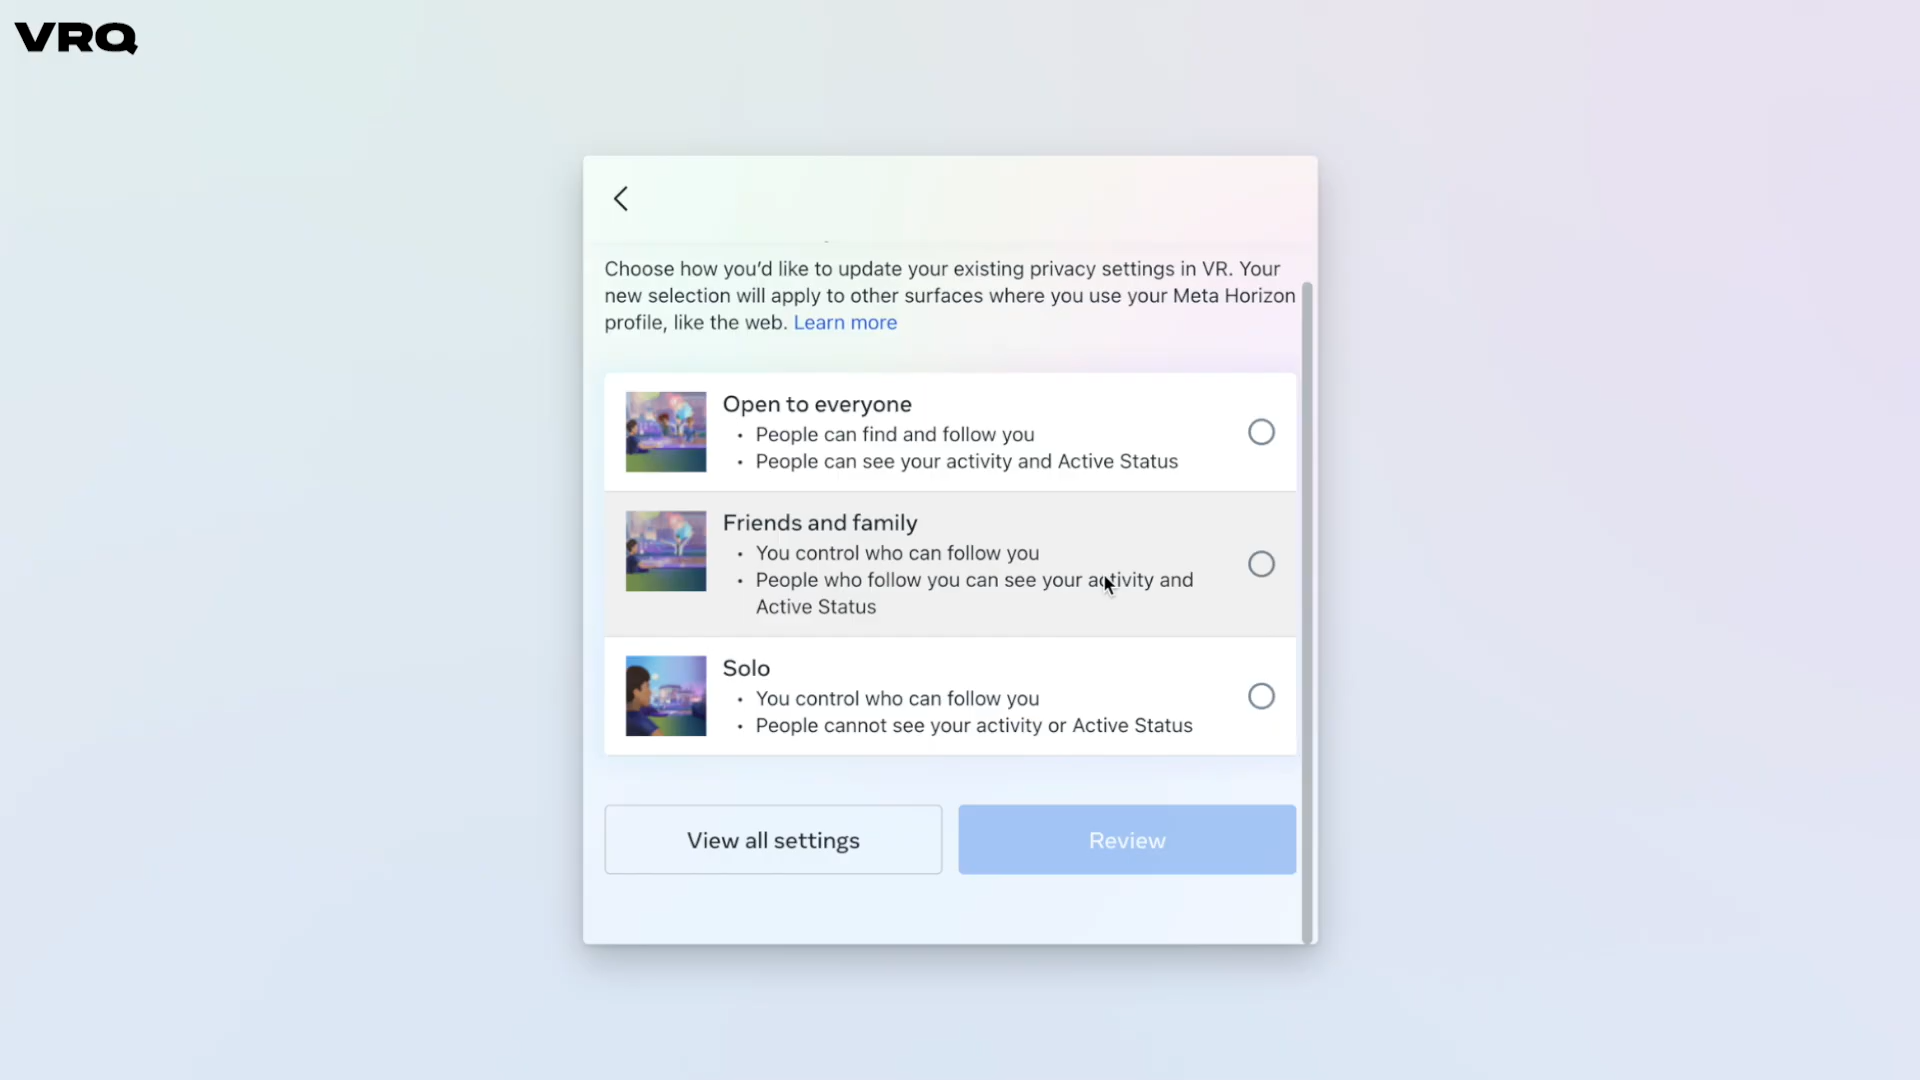 VRQ
Choose how you’d like to update your existing privacy settings in VR. Your
new selection will apply to other surfaces where you use your Meta Horizon
profile, like the web. Learn more
Open to everyone
• People can find and follow you
• People can see your activity and Active Status
Friends and family
• You control who can follow you
• People who follow you can see your activity and
Active Status
Solo
• You control who can follow you
• People cannot see your activity or Active Status
View all settings
Review